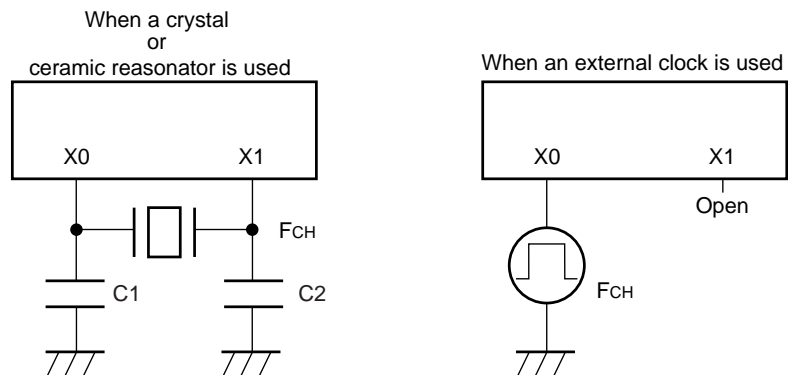 When a crystal
or
ceramic reasonator is used
X0
X1
FCH
C1
C2
When an external clock is used
X0
X1
Open
FCH